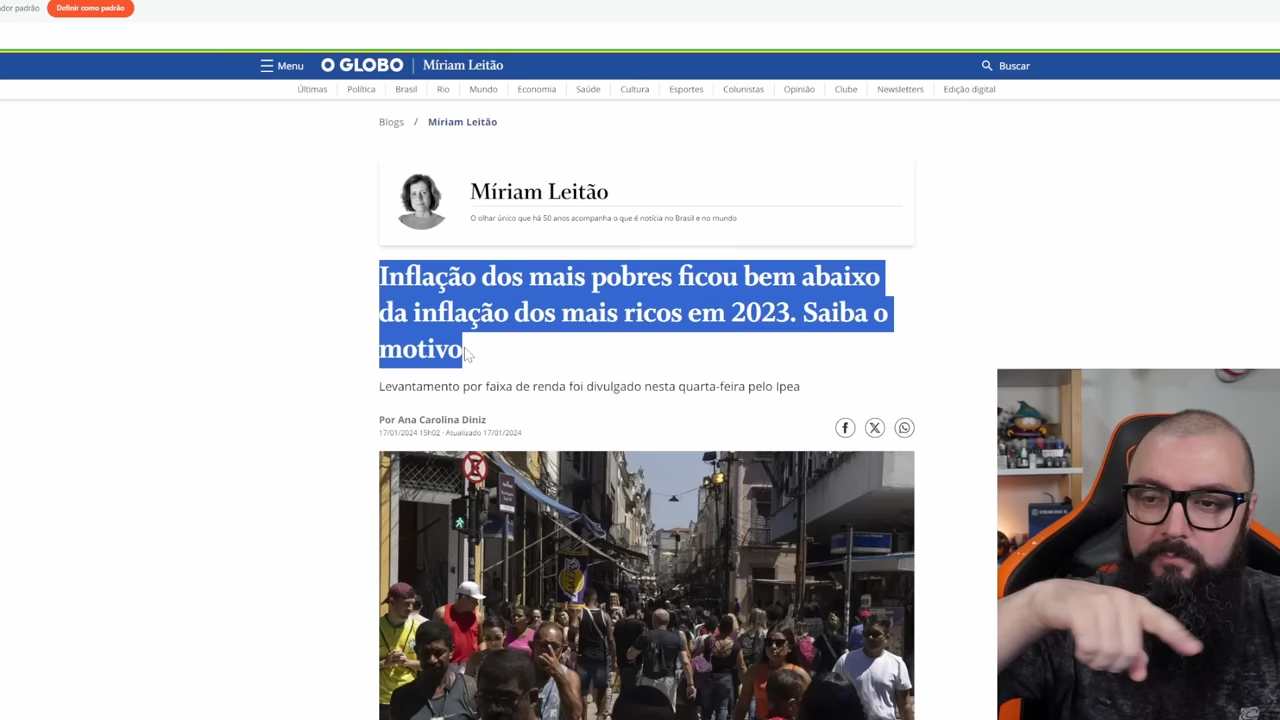 dor padrão Definir como padrão
Menu O GLOBO Míriam Leitão Buscar
Últimas Política Brasil Rio Mundo Economia Saúde Cultura Esportes Colunistas Opinião Clube Newsletters Edição digital
Blogs / Míriam Leitão
Míriam Leitão
O olhar único que há 50 anos acompanha o que é notícia no Brasil e no mundo
Inflação dos mais pobres ficou bem abaixo
da inflação dos mais ricos em 2023. Saiba o
motivo
Levantamento por faixa de renda foi divulgado nesta quarta-feira pelo Ipea
Por Ana Carolina Diniz
17/01/2024 15h02 · Atualizado 17/01/2024